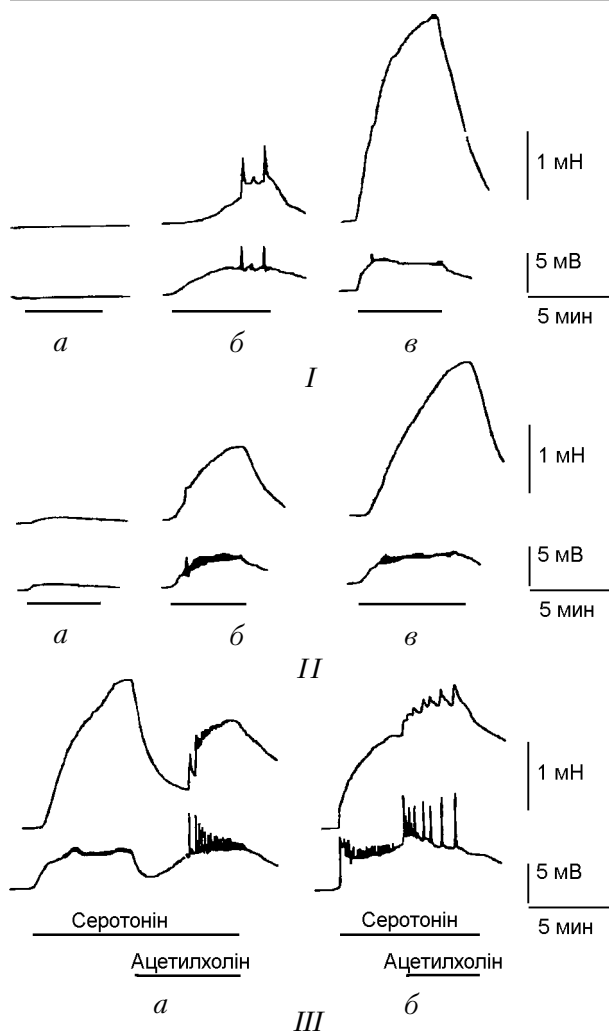 1 мН
5 мВ
5 мин
а б в
I
1 мН
5 мВ
5 мин
а б в
II
1 мН
5 мВ
Серотонін Серотонін 5 мин
Ацетилхолін Ацетилхолін
а б
III